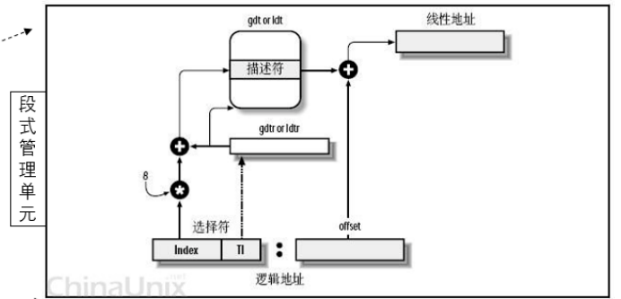 gdt or ldt
线性地址
描述符
段式管理单元
gdtr or ldtr
8
选择符
offset
Index
TI
:
逻辑地址
ChinaUnix
.net